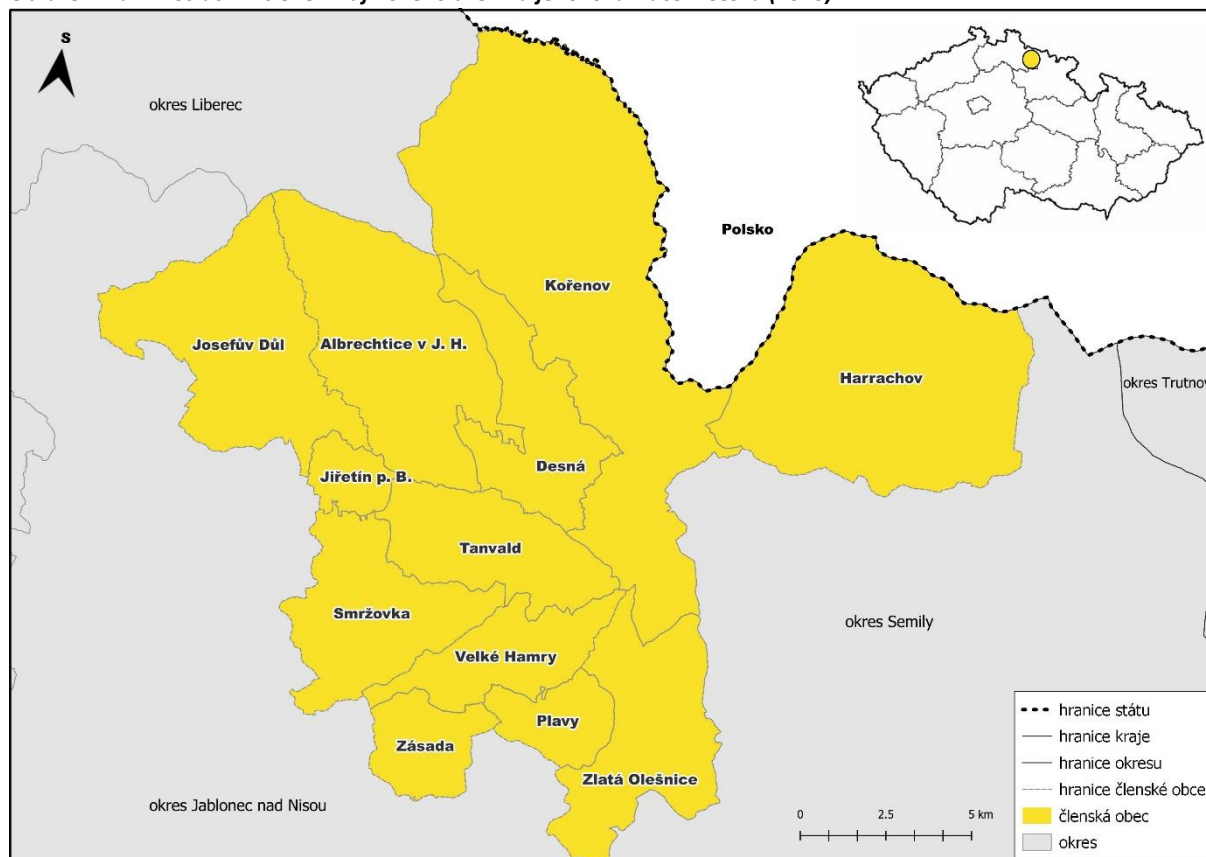 S
okres Liberec
Polsko
Kořenov
Josefův Důl
Albrechtice v J. H.
Harrachov
okres Trutnov
Jiřetín p. B.
Desná
Tanvald
Smržovka
okres Semily
Velké Hamry
Plavy
Zásada
Zlatá Olešnice
okres Jablonec nad Nisou
0 2.5 5 km
hranice státu
hranice kraje
hranice okresu
hranice členské obce
členská obec
okres